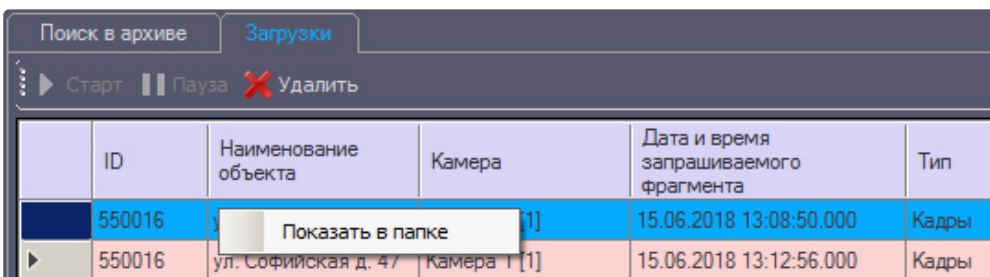 Поиск в архиве Загрузки
Старт Пауза Удалить
ID Наименование объекта Камера Дата и время запрашиваемого фрагмента Тип
550016 [1] 15.06.2018 13:08:50.000 Кадры
Показать в папке
550016 ул. Софийская д. 47 Камера 1 [1] 15.06.2018 13:12:56.000 Кадры